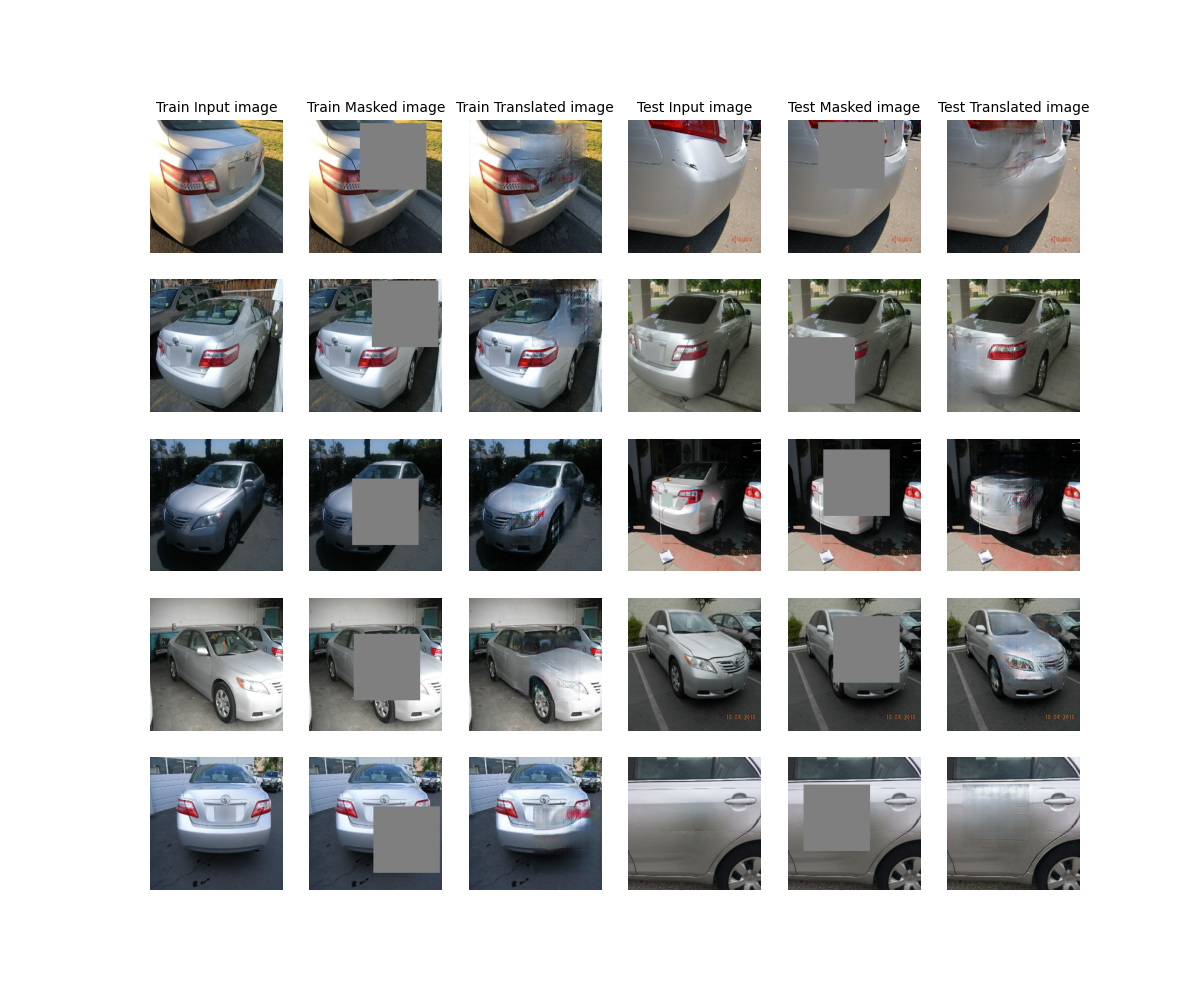 Train Input image
Train Masked image
Train Translated image
Test Input image
Test Masked image
Test Translated image